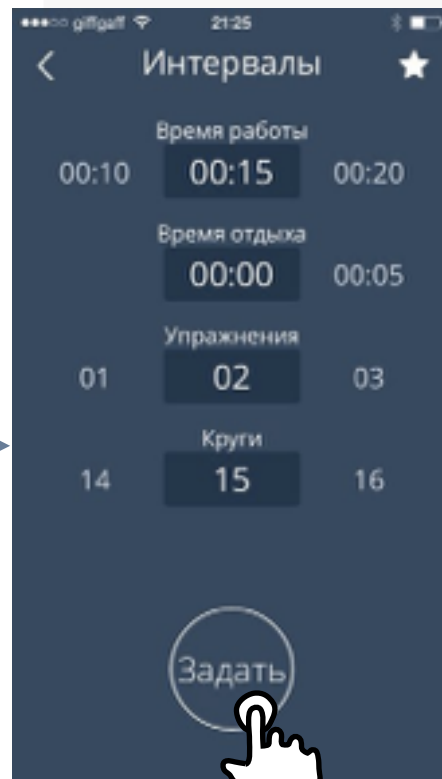 giffgaff 21:25
Интервалы
Время работы
00:10 00:15 00:20
Время отдыха
00:00 00:05
Упражнения
01 02 03
Круги
14 15 16
Задать